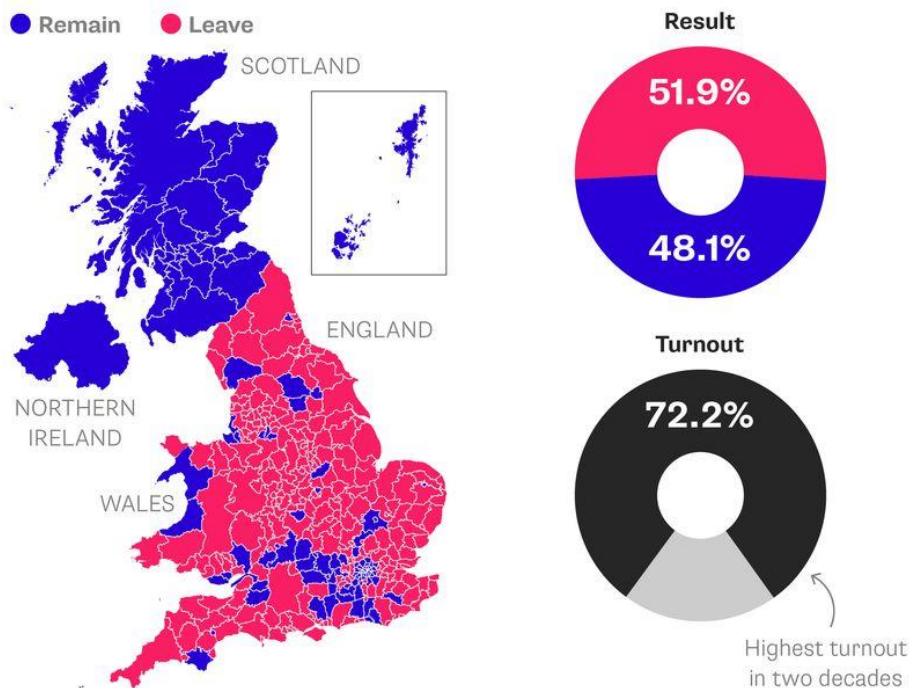 Remain
Leave
SCOTLAND
ENGLAND
NORTHERN
IRELAND
WALES
Result
51.9%
48.1%
Turnout
72.2%
Highest turnout
in two decades